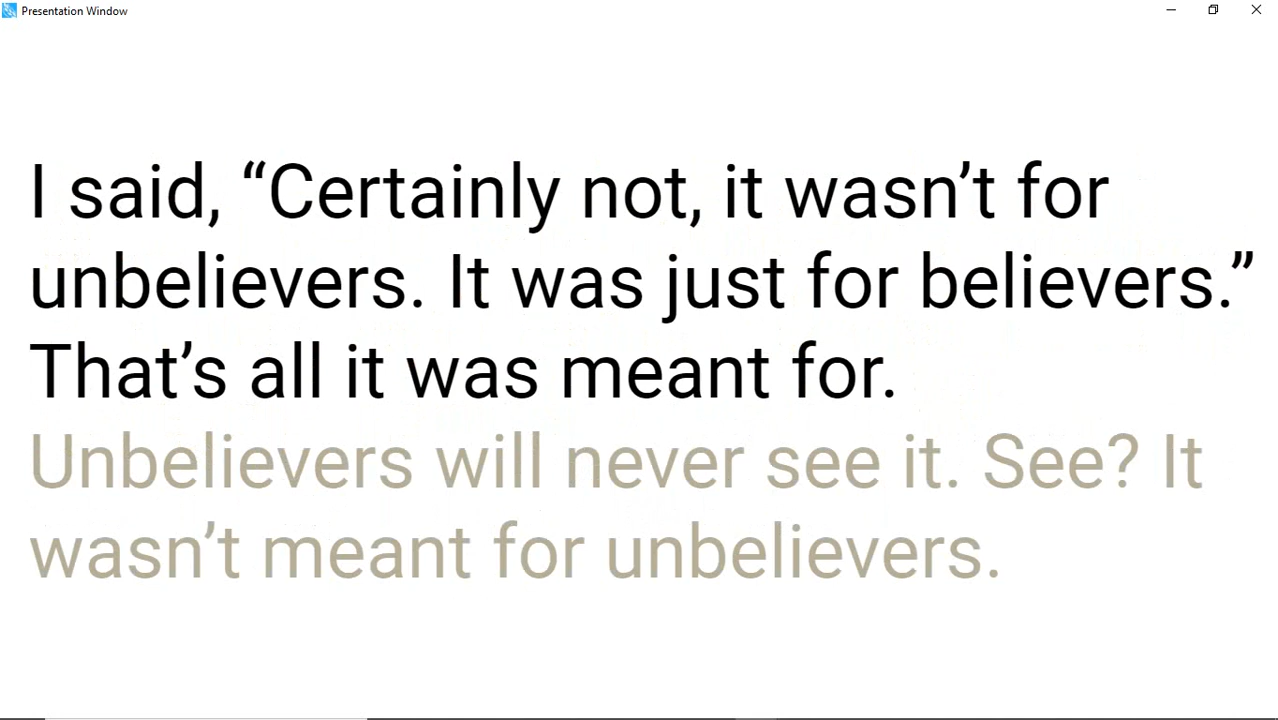 Presentation Window
I said, “Certainly not, it wasn’t for
unbelievers. It was just for believers.”
That’s all it was meant for.
Unbelievers will never see it. See? It
wasn’t meant for unbelievers.